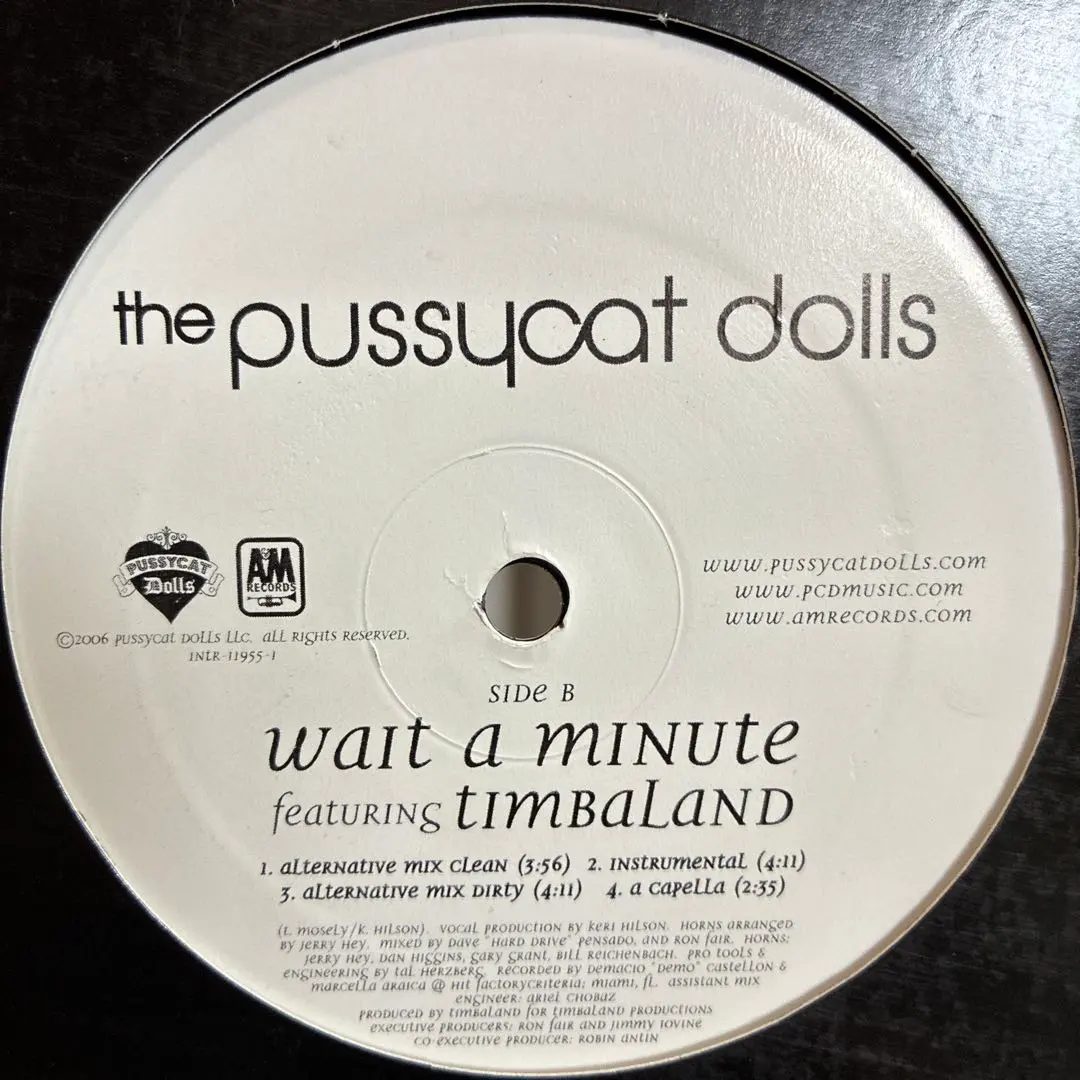 the pussycat dolls
PUSSYCAT
Dolls
A&M
RECORDS
www.pussycatdolls.com
www.pcdmusic.com
www.amrecords.com
©2006 pussycat dolls llc. all rights reserved.
INTR-11955-1
side B
wait a minute
featuring timbaland
1. alternative mix clean (3:56) 2. instrumental (4:11)
3. alternative mix dirty (4:11) 4. a capella (2:35)
(t. mosely/k. hilson). vocal production by keri hilson. horns arranged
by jerry hey. mixed by dave "hard drive" pensado, and ron fair. horns:
jerry hey, dan higgins, gary grant, bill reichenbach. pro tools &
engineering by tal herzberg. recorded by demacio "demo" castellon &
marcella araica @ hit factorycriteria; miami, fl. assistant mix
engineer: ariel chobaz
produced by timbaland for timbaland productions
executive producers: ron fair and jimmy iovine
co-executive producer: robin antin